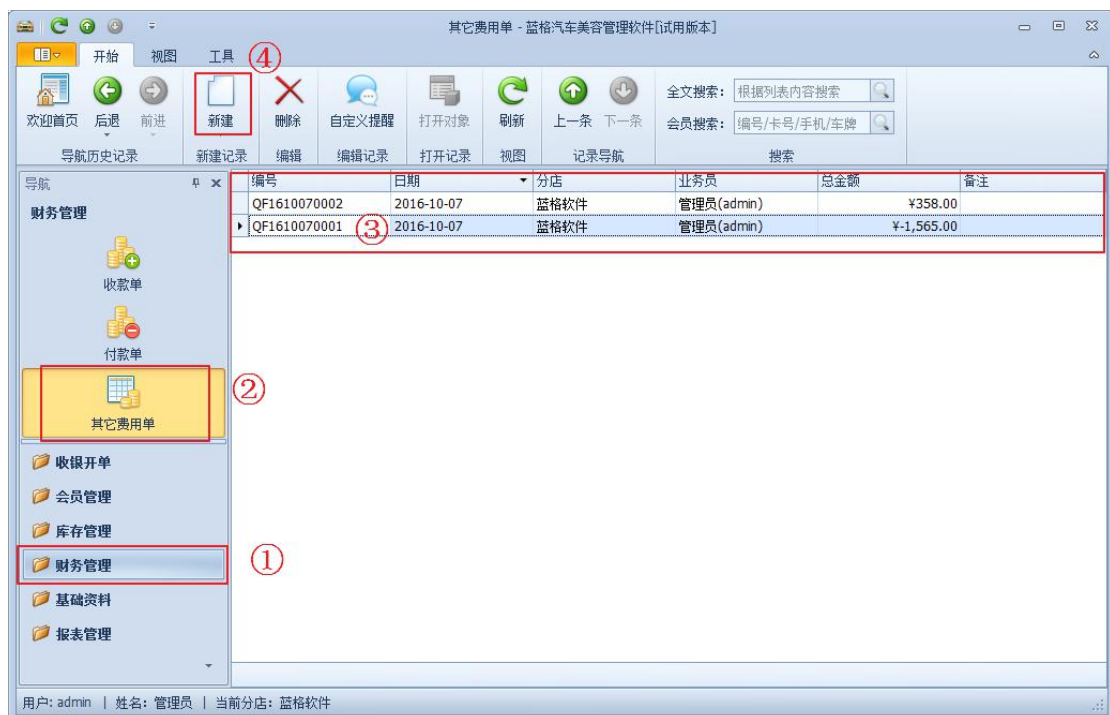 其它费用单 - 蓝格汽车美容管理软件[试用版本]
开始 视图 工具 ④
欢迎首页 后退 前进 新建 删除 自定义提醒 打开对象 刷新 上一条 下一条
全文搜索： 根据列表内容搜索
会员搜索： 编号/卡号/手机/车牌
导航历史记录 新建记录 编辑 编辑记录 打开记录 视图 记录导航 搜索
导航
财务管理
收款单
付款单
其它费用单
②
收银开单
会员管理
库存管理
财务管理
①
基础资料
报表管理
编号 日期 分店 业务员 总金额 备注
QF1610070002 2016-10-07 蓝格软件 管理员(admin) ¥358.00
QF1610070001 ③ 2016-10-07 蓝格软件 管理员(admin) ¥-1,565.00
用户: admin | 姓名: 管理员 | 当前分店: 蓝格软件